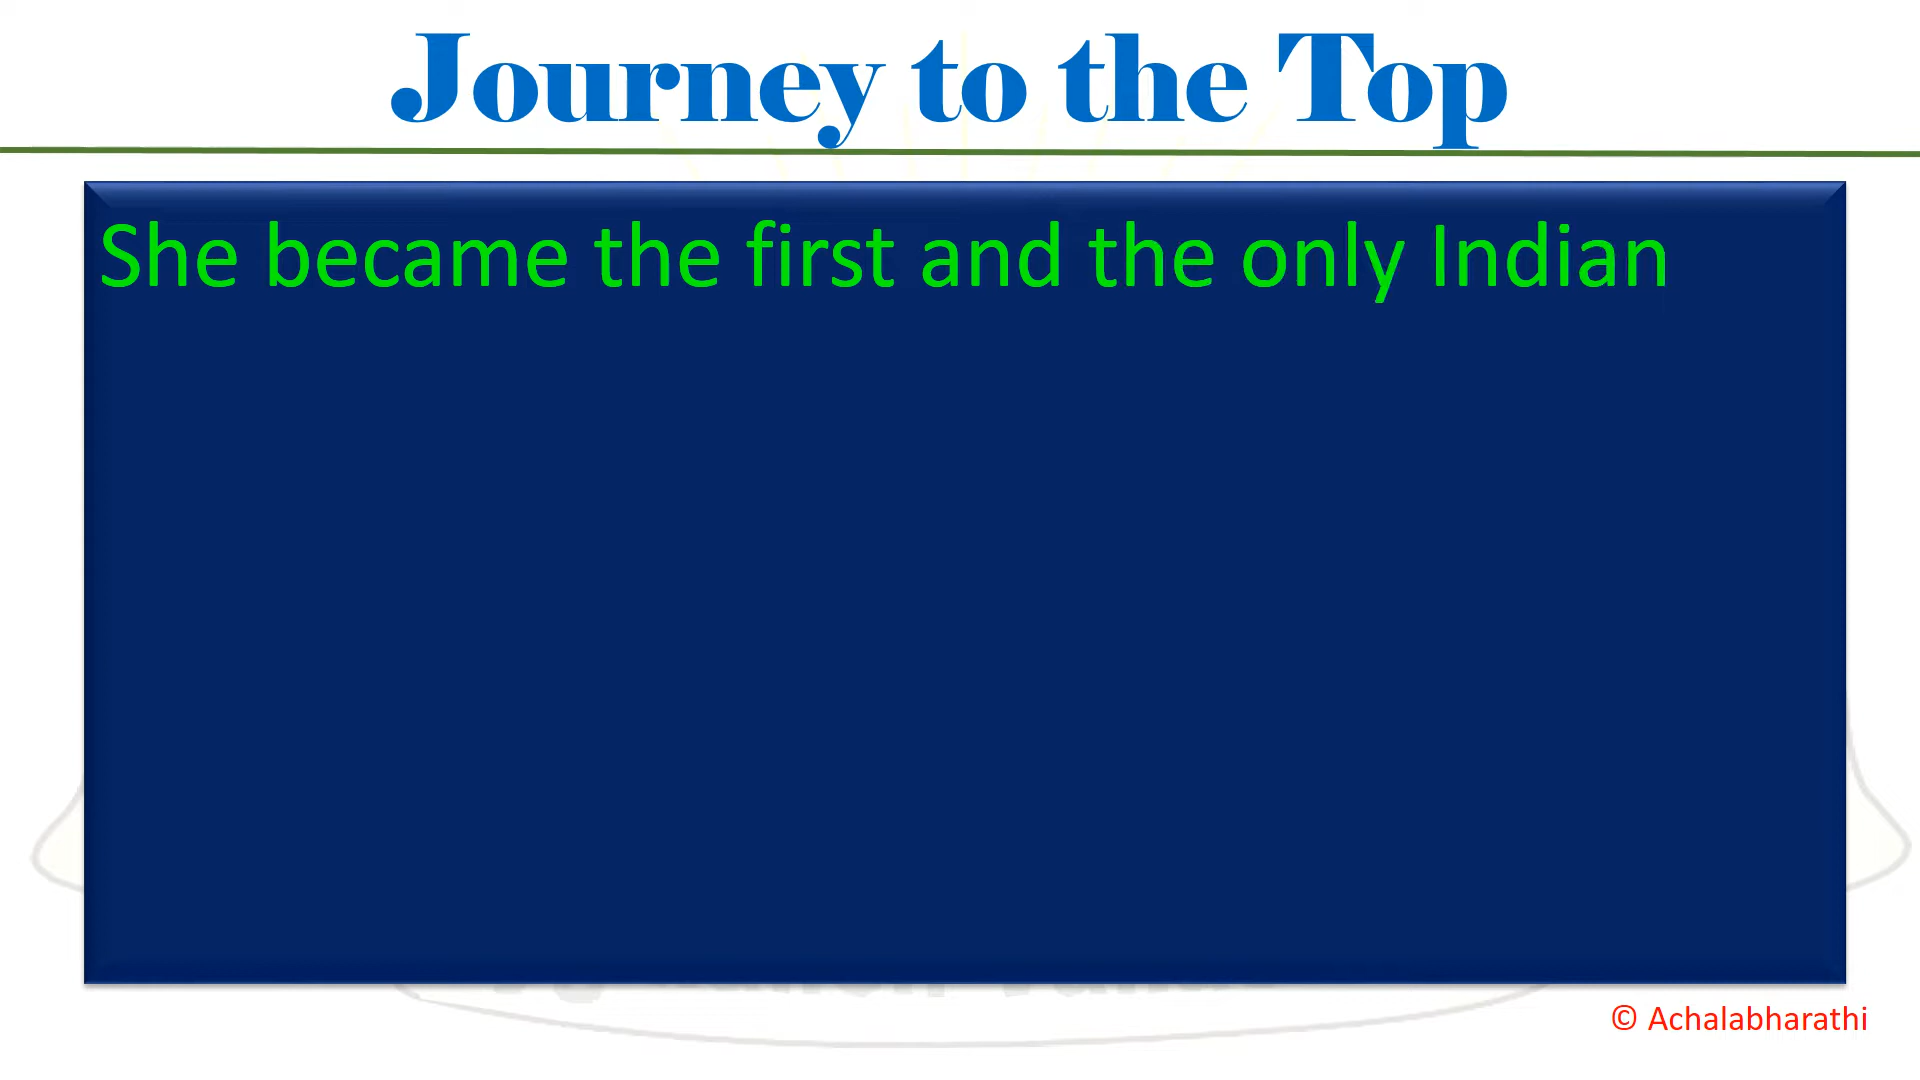 Journey to the Top
She became the first and the only Indian
© Achalabharathi